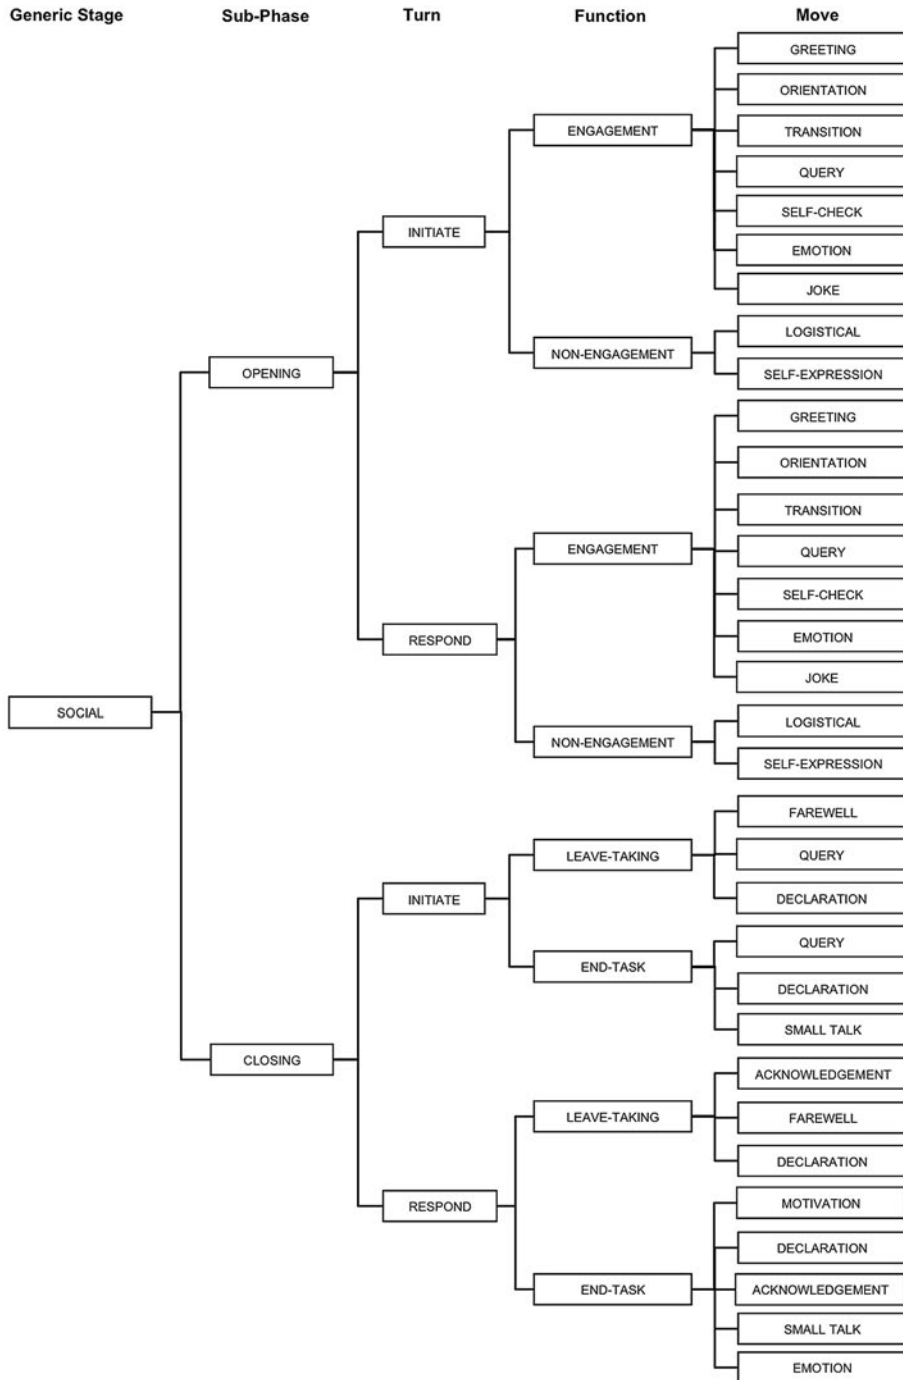 Generic Stage Sub-Phase Turn Function Move
GREETING
ORIENTATION
ENGAGEMENT TRANSITION
QUERY
SELF-CHECK
INITIATE
EMOTION
JOKE
LOGISTICAL
NON-ENGAGEMENT
OPENING SELF-EXPRESSION
GREETING
ORIENTATION
TRANSITION
ENGAGEMENT QUERY
SELF-CHECK
RESPOND EMOTION
JOKE
SOCIAL
LOGISTICAL
NON-ENGAGEMENT
SELF-EXPRESSION
FAREWELL
LEAVE-TAKING QUERY
INITIATE DECLARATION
QUERY
END-TASK
DECLARATION
SMALL TALK
CLOSING
ACKNOWLEDGEMENT
LEAVE-TAKING FAREWELL
DECLARATION
RESPOND MOTIVATION
DECLARATION
END-TASK ACKNOWLEDGEMENT
SMALL TALK
EMOTION